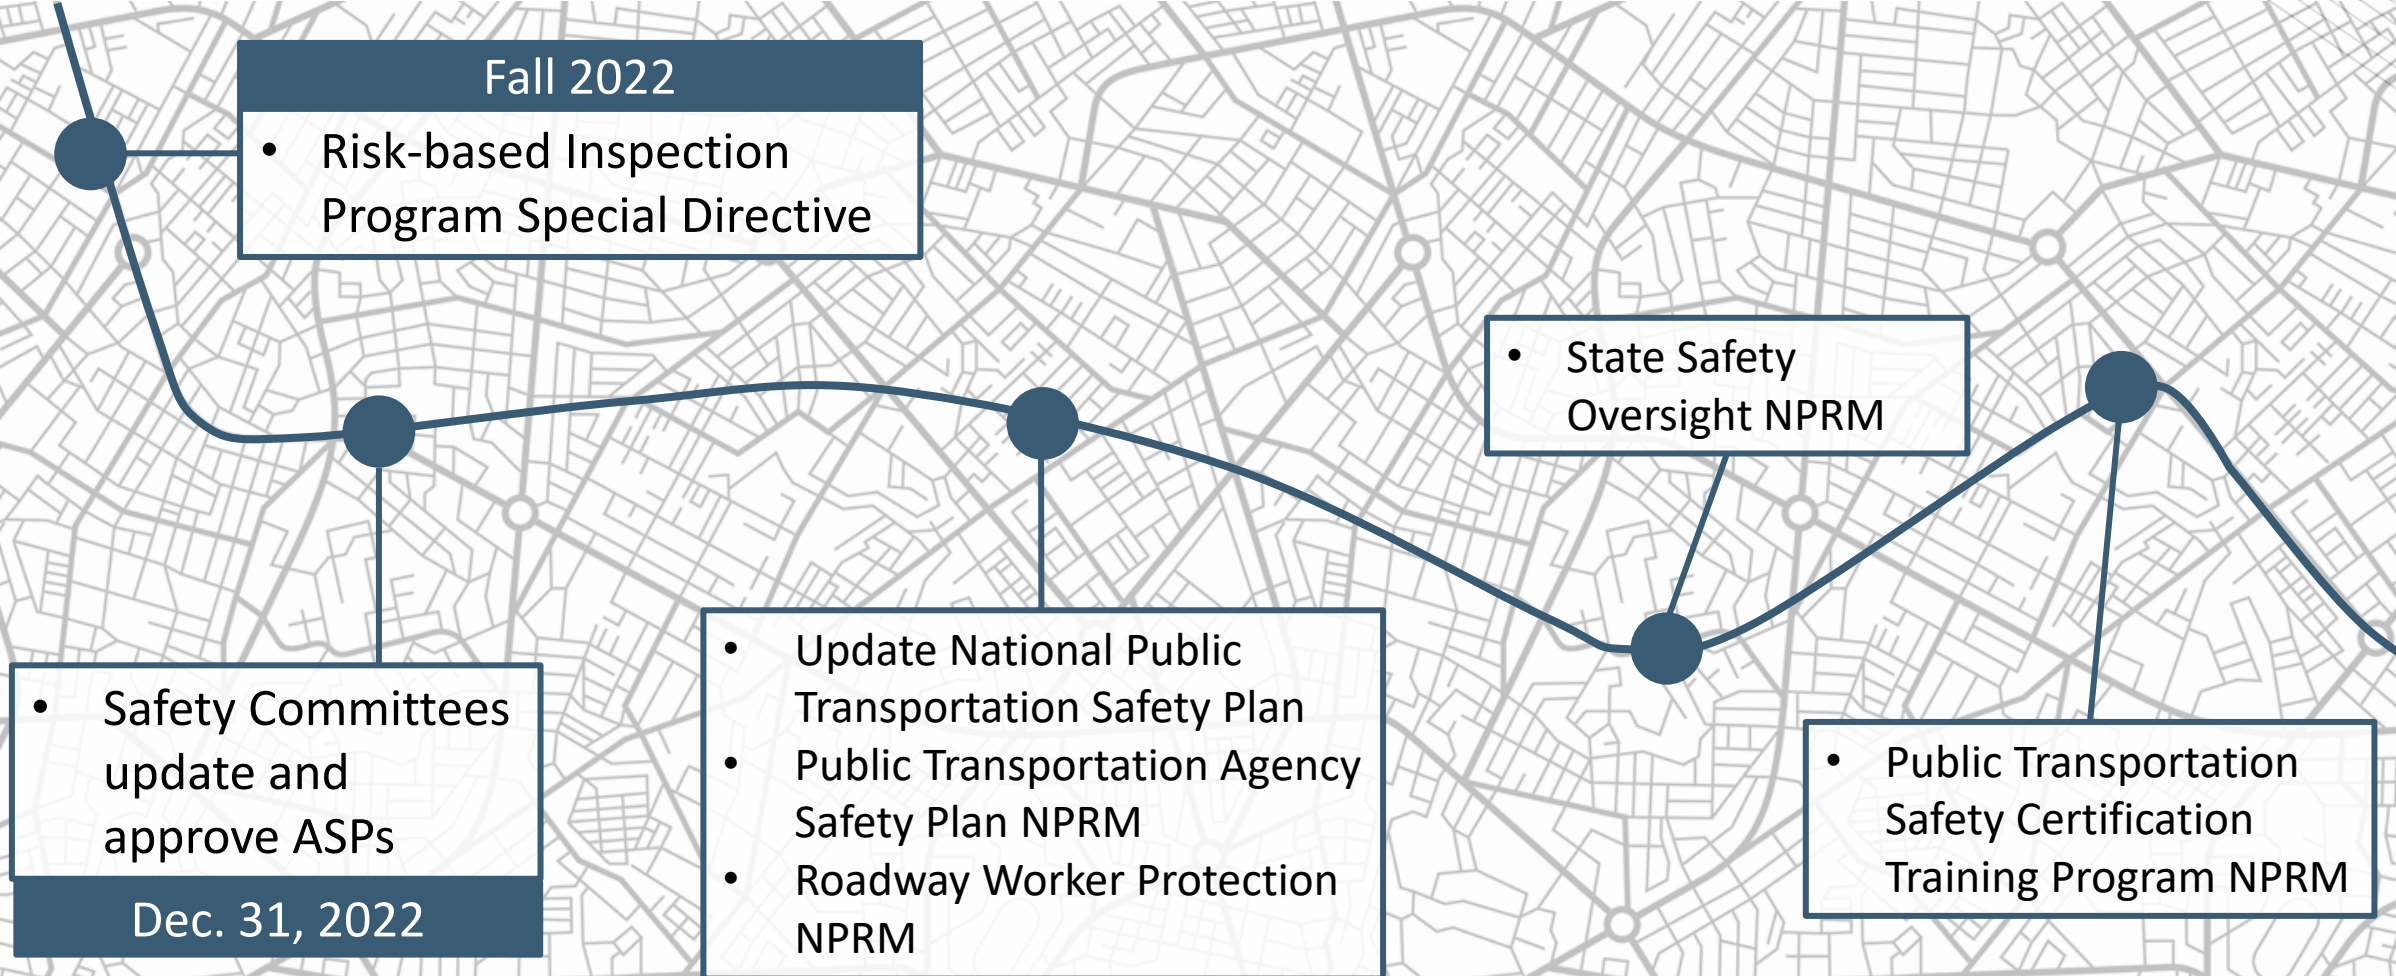 Fall 2022
• Risk-based Inspection
Program Special Directive
• Safety Committees
update and
approve ASPs
Dec. 31, 2022
• Update National Public
Transportation Safety Plan
• Public Transportation Agency
Safety Plan NPRM
• Roadway Worker Protection
NPRM
• State Safety
Oversight NPRM
• Public Transportation
Safety Certification
Training Program NPRM